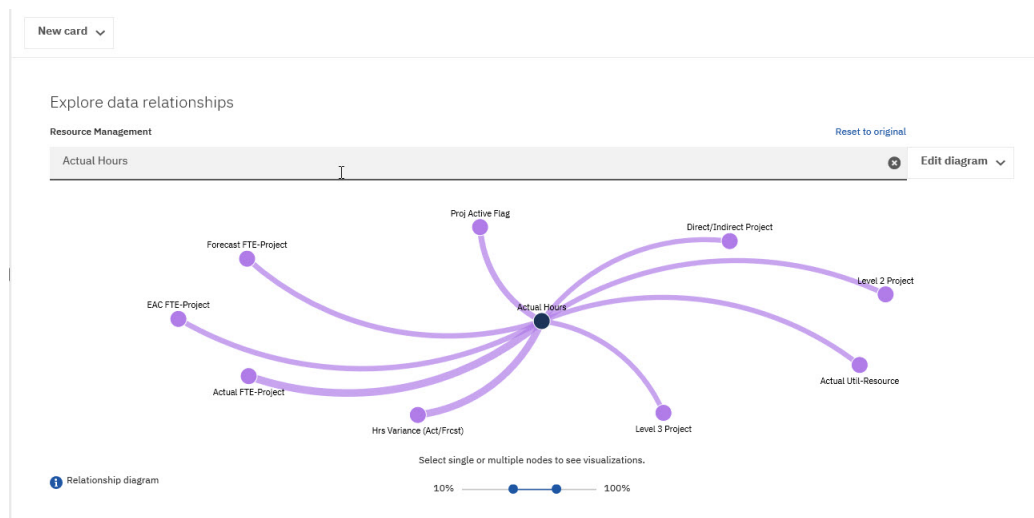 New card
Explore data relationships
Resource Management
Reset to original
Actual Hours
Edit diagram
Proj Active Flag
Direct/Indirect Project
Forecast FTE-Project
Level 2 Project
EAC FTE-Project
Actual Hours
Actual Util-Resource
Actual FTE-Project
Hrs Variance (Act/Frcst)
Level 3 Project
Select single or multiple nodes to see visualizations.
Relationship diagram
10%
100%